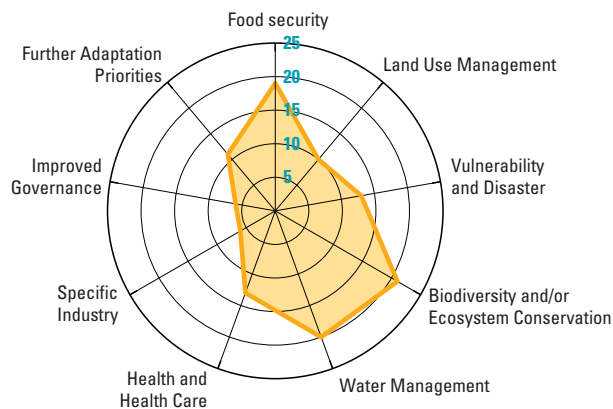 Food security
25
Further Adaptation
Priorities
Land Use Management
20
15
10
5
Improved
Governance
Vulnerability
and Disaster
Specific
Industry
Biodiversity and/or
Ecosystem Conservation
Health and
Health Care
Water Management